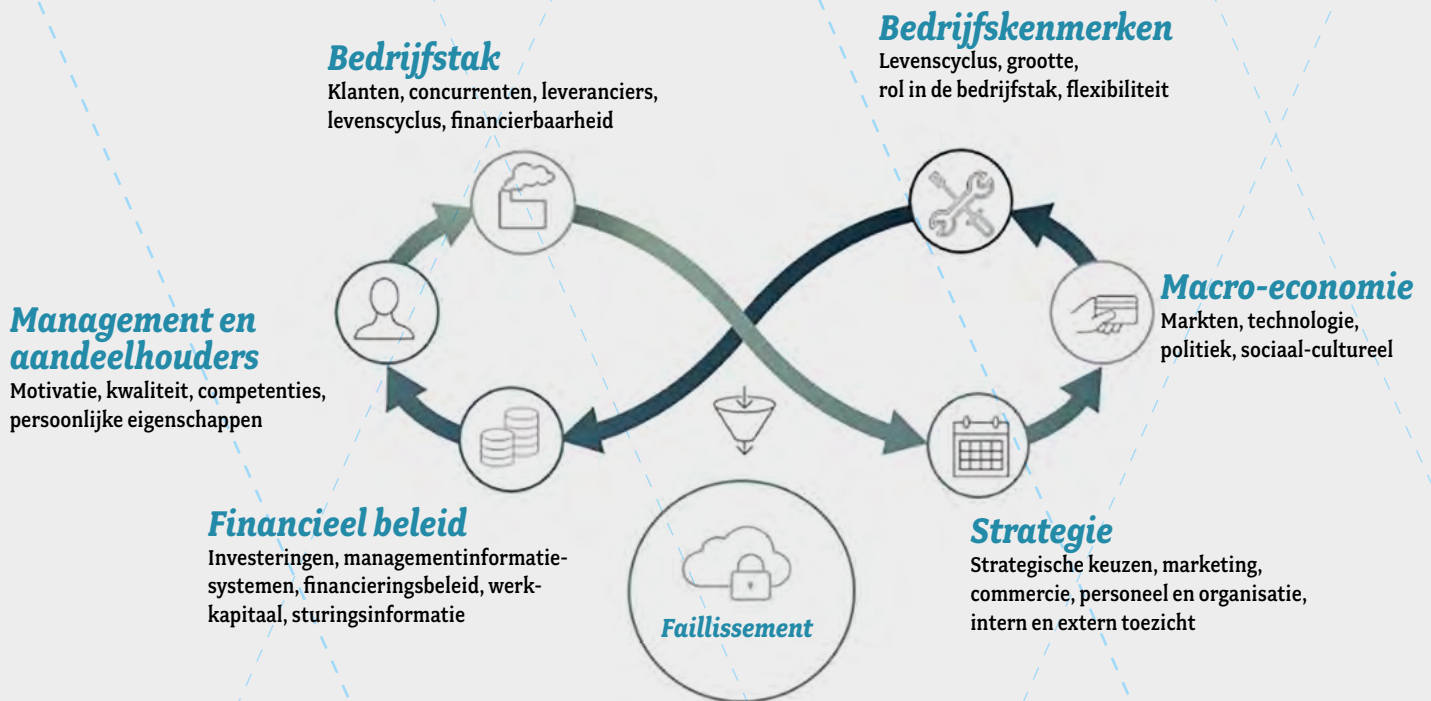 Bedrijfstak
Klanten, concurrenten, leveranciers,
levenscyclus, financierbaarheid
Bedrijfskenmerken
Levenscyclus, grootte,
rol in de bedrijfstak, flexibiliteit
Management en
aandeelhouders
Motivatie, kwaliteit, competenties,
persoonlijke eigenschappen
Macro-economie
Markten, technologie,
politiek, sociaal-cultureel
Financieel beleid
Investeringen, managementinformatie-
systemen, financieringsbeleid, werk-
kapitaal, sturingsinformatie
Faillissement
Strategie
Strategische keuzen, marketing,
commercie, personeel en organisatie,
intern en extern toezicht